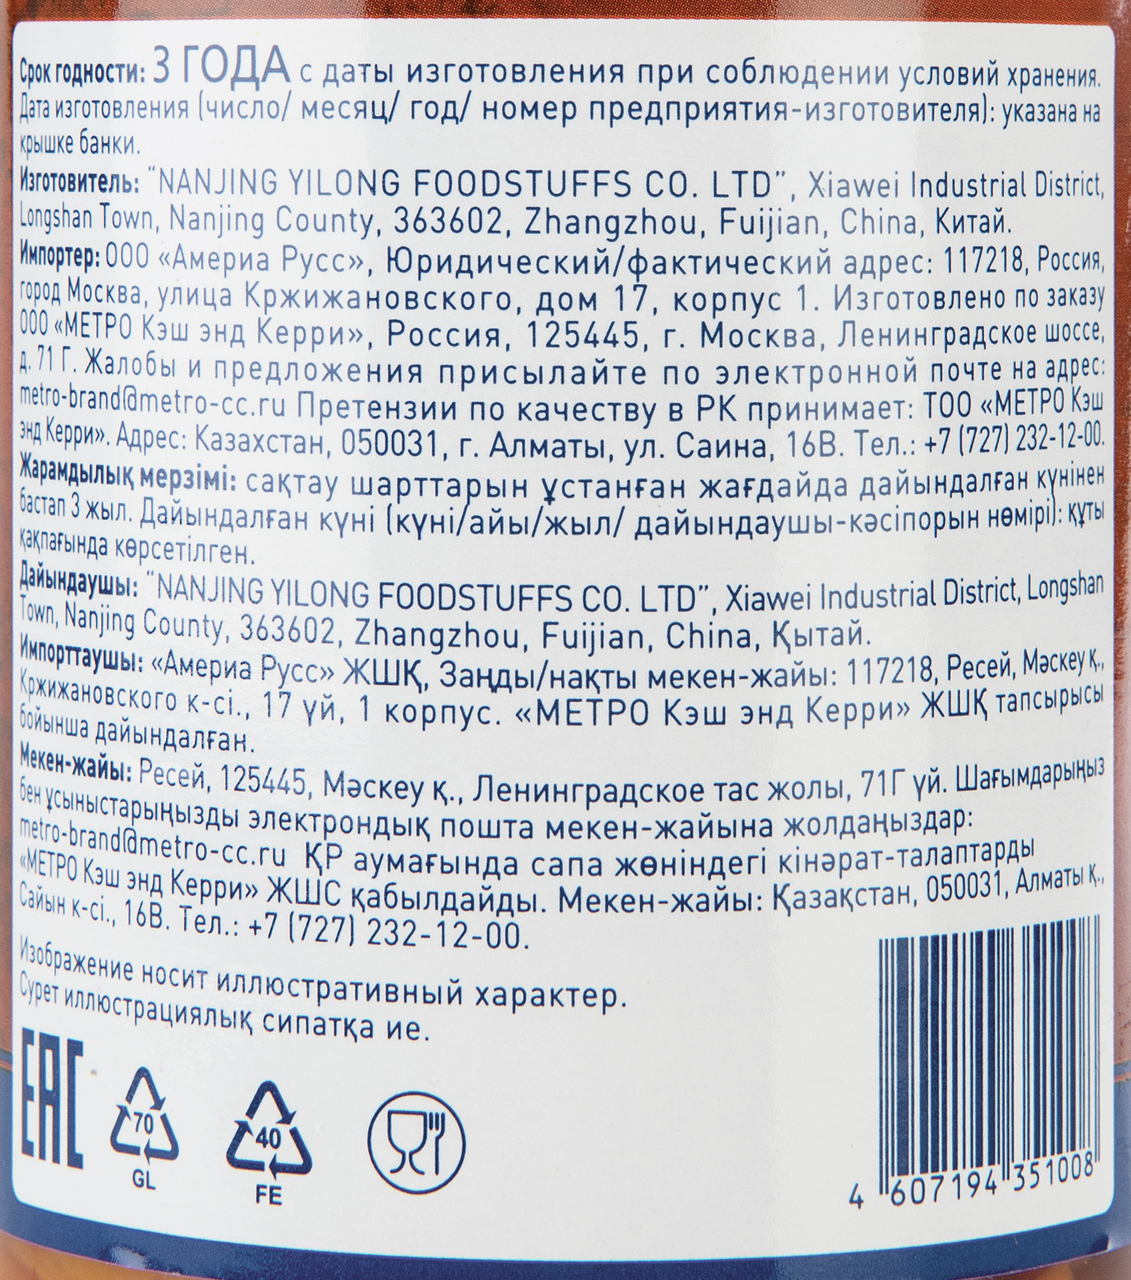 Срок годности: 3 ГОДА с даты изготовления при соблюдении условий хранения.
Дата изготовления (число/ месяц/ год/ номер предприятия-изготовителя): указана на
крышке банки.
Изготовитель: "NANJING YILONG FOODSTUFFS CO. LTD", Xiawei Industrial District,
Longshan Town, Nanjing County, 363602, Zhangzhou, Fuijian, China, Китай.
Импортер: ООО «Америа Русс», Юридический/фактический адрес: 117218, Россия,
город Москва, улица Кржижановского, дом 17, корпус 1. Изготовлено по заказу
ООО «МЕТРО Кэш энд Керри», Россия, 125445, г. Москва, Ленинградское шоссе,
д. 71 Г. Жалобы и предложения присылайте по электронной почте на адрес:
metro-brand@metro-cc.ru Претензии по качеству в РК принимает: ТОО «МЕТРО Кэш
энд Керри». Адрес: Казахстан, 050031, г. Алматы, ул. Саина, 16В. Тел.: +7 (727) 232-12-00.
Жарамдылық мерзімі: сақтау шарттарын ұстанған жағдайда дайындалған күнінен
бастап 3 жыл. Дайындалған күні (күні/айы/жыл/ дайындаушы-кәсіпорын нөмірі): құты
қақпағында көрсетілген.
Дайындаушы: "NANJING YILONG FOODSTUFFS CO. LTD", Xiawei Industrial District, Longshan
Town, Nanjing County, 363602, Zhangzhou, Fuijian, China, Қытай.
Импорттаушы: «Америа Русс» ЖШҚ, Заңды/нақты мекен-жайы: 117218, Ресей, Мәскеу қ.,
Кржижановского к-сі., 17 үй, 1 корпус. «МЕТРО Кэш энд Керри» ЖШҚ тапсырысы
бойынша дайындалған.
Мекен-жайы: Ресей, 125445, Мәскеу қ., Ленинградское тас жолы, 71Г үй. Шағымдарыңыз
бен ұсыныстарыңызды электрондық пошта мекен-жайына жолдаңыздар:
metro-brand@metro-cc.ru ҚР аумағында сапа жөніндегі кінәрат-талаптарды
«МЕТРО Кэш энд Керри» ЖШС қабылдайды. Мекен-жайы: Қазақстан, 050031, Алматы қ.,
Сайын к-сі., 16В. Тел.: +7 (727) 232-12-00.
Изображение носит иллюстративный характер.
Сурет иллюстрациялық сипатқа ие.
EAC
70
GL
40
FE
4 607194 351008